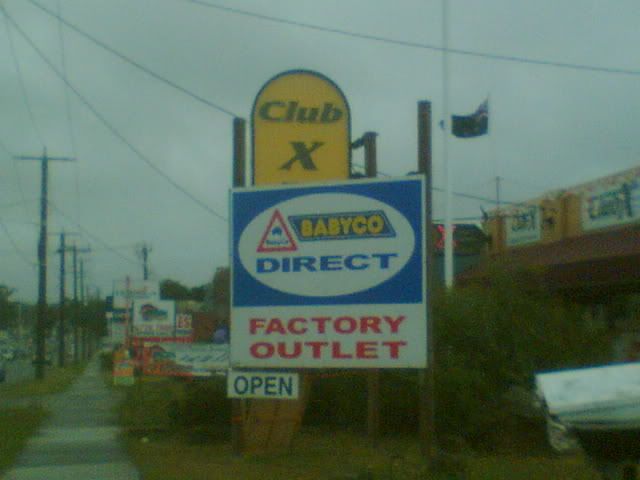 Club
X
BABYCO
DIRECT
FACTORY
OUTLET
OPEN